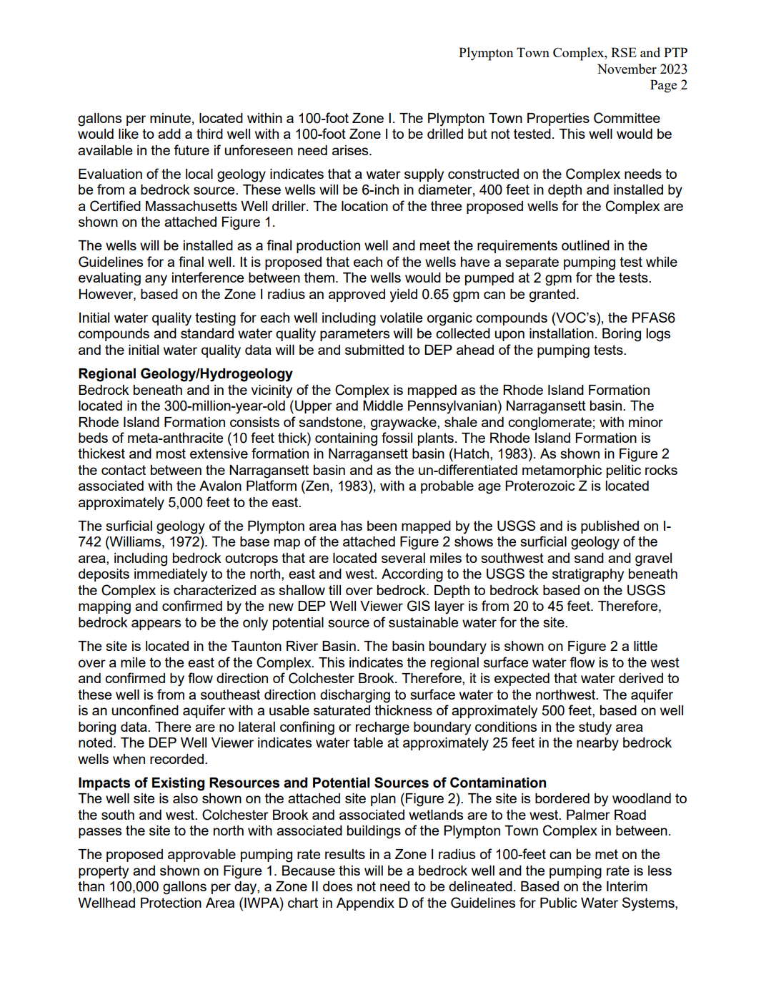 Plympton Town Complex, RSE and PTP
November 2023
Page 2
gallons per minute, located within a 100-foot Zone I. The Plympton Town Properties Committee
would like to add a third well with a 100-foot Zone I to be drilled but not tested. This well would be
available in the future if unforeseen need arises.
Evaluation of the local geology indicates that a water supply constructed on the Complex needs to
be from a bedrock source. These wells will be 6-inch in diameter, 400 feet in depth and installed by
a Certified Massachusetts Well driller. The location of the three proposed wells for the Complex are
shown on the attached Figure 1.
The wells will be installed as a final production well and meet the requirements outlined in the
Guidelines for a final well. It is proposed that each of the wells have a separate pumping test while
evaluating any interference between them. The wells would be pumped at 2 gpm for the tests.
However, based on the Zone I radius an approved yield 0.65 gpm can be granted.
Initial water quality testing for each well including volatile organic compounds (VOC's), the PFAS6
compounds and standard water quality parameters will be collected upon installation. Boring logs
and the initial water quality data will be and submitted to DEP ahead of the pumping tests.
Regional Geology/Hydrogeology
Bedrock beneath and in the vicinity of the Complex is mapped as the Rhode Island Formation
located in the 300-million-year-old (Upper and Middle Pennsylvanian) Narragansett basin. The
Rhode Island Formation consists of sandstone, graywacke, shale and conglomerate; with minor
beds of meta-anthracite (10 feet thick) containing fossil plants. The Rhode Island Formation is
thickest and most extensive formation in Narragansett basin (Hatch, 1983). As shown in Figure 2
the contact between the Narragansett basin and as the un-differentiated metamorphic pelitic rocks
associated with the Avalon Platform (Zen, 1983), with a probable age Proterozoic Z is located
approximately 5,000 feet to the east.
The surficial geology of the Plympton area has been mapped by the USGS and is published on I-
742 (Williams, 1972). The base map of the attached Figure 2 shows the surficial geology of the
area, including bedrock outcrops that are located several miles to southwest and sand and gravel
deposits immediately to the north, east and west. According to the USGS the stratigraphy beneath
the Complex is characterized as shallow till over bedrock. Depth to bedrock based on the USGS
mapping and confirmed by the new DEP Well Viewer GIS layer is from 20 to 45 feet. Therefore,
bedrock appears to be the only potential source of sustainable water for the site.
The site is located in the Taunton River Basin. The basin boundary is shown on Figure 2 a little
over a mile to the east of the Complex. This indicates the regional surface water flow is to the west
and confirmed by flow direction of Colchester Brook. Therefore, it is expected that water derived to
these well is from a southeast direction discharging to surface water to the northwest. The aquifer
is an unconfined aquifer with a usable saturated thickness of approximately 500 feet, based on well
boring data. There are no lateral confining or recharge boundary conditions in the study area
noted. The DEP Well Viewer indicates water table at approximately 25 feet in the nearby bedrock
wells when recorded.
Impacts of Existing Resources and Potential Sources of Contamination
The well site is also shown on the attached site plan (Figure 2). The site is bordered by woodland to
the south and west. Colchester Brook and associated wetlands are to the west. Palmer Road
passes the site to the north with associated buildings of the Plympton Town Complex in between.
The proposed approvable pumping rate results in a Zone I radius of 100-feet can be met on the
property and shown on Figure 1. Because this will be a bedrock well and the pumping rate is less
than 100,000 gallons per day, a Zone II does not need to be delineated. Based on the Interim
Wellhead Protection Area (IWPA) chart in Appendix D of the Guidelines for Public Water Systems,